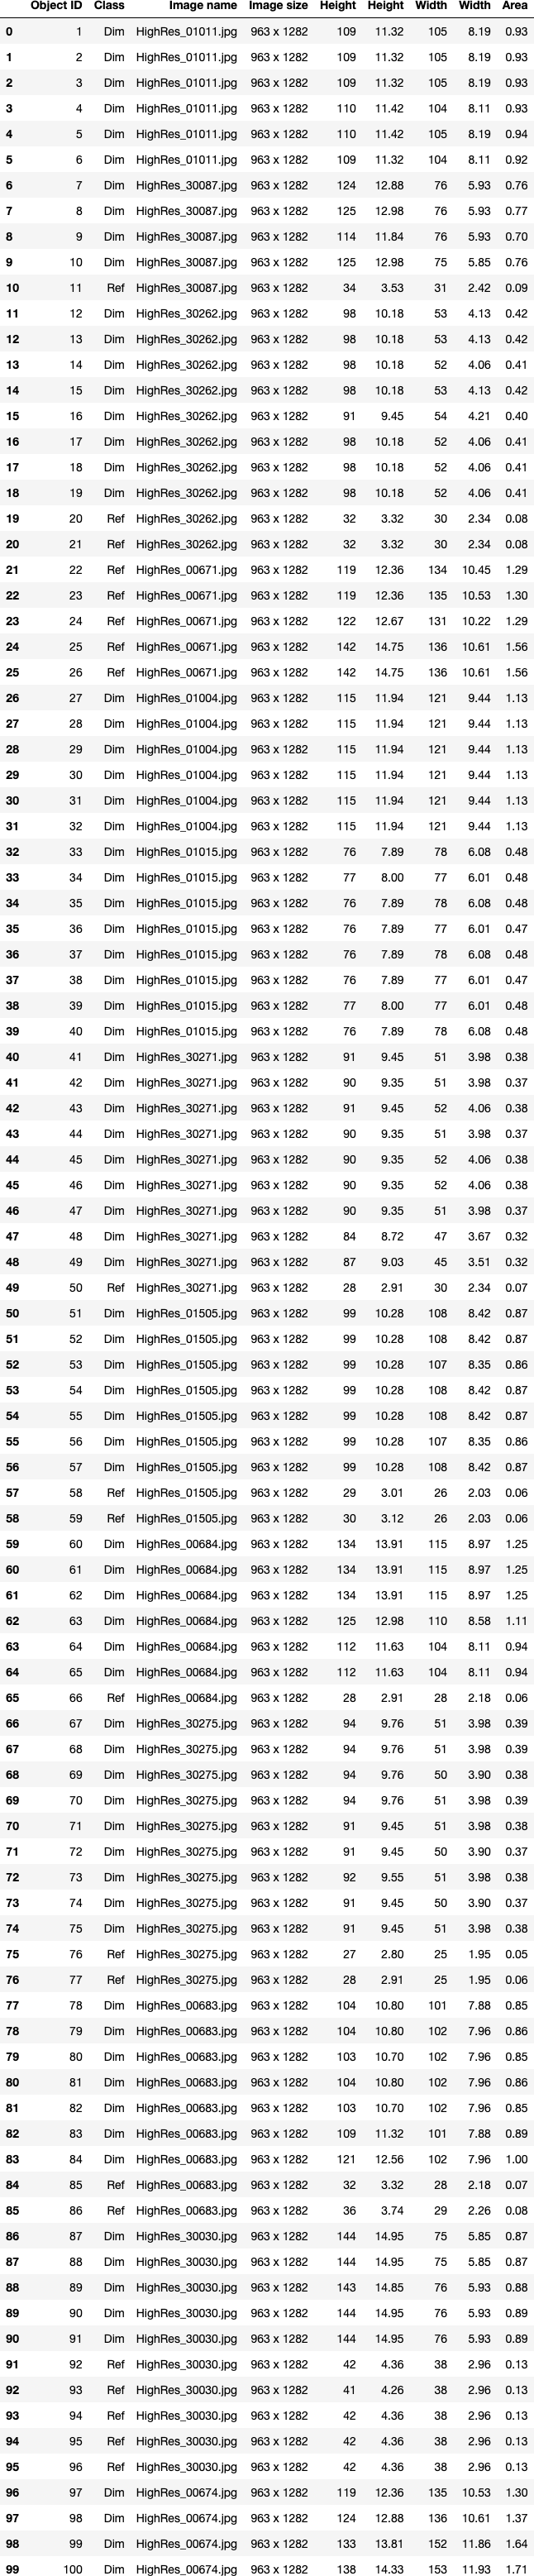 Object ID Class Image name Image size Height Height Width Width Area
0 1 Dim HighRes_01011.jpg 963 x 1282 109 11.32 105 8.19 0.93
1 2 Dim HighRes_01011.jpg 963 x 1282 109 11.32 105 8.19 0.93
2 3 Dim HighRes_01011.jpg 963 x 1282 109 11.32 105 8.19 0.93
3 4 Dim HighRes_01011.jpg 963 x 1282 110 11.42 104 8.11 0.93
4 5 Dim HighRes_01011.jpg 963 x 1282 110 11.42 105 8.19 0.94
5 6 Dim HighRes_01011.jpg 963 x 1282 109 11.32 104 8.11 0.92
6 7 Dim HighRes_30087.jpg 963 x 1282 124 12.88 76 5.93 0.76
7 8 Dim HighRes_30087.jpg 963 x 1282 125 12.98 76 5.93 0.77
8 9 Dim HighRes_30087.jpg 963 x 1282 114 11.84 76 5.93 0.70
9 10 Dim HighRes_30087.jpg 963 x 1282 125 12.98 75 5.85 0.76
10 11 Ref HighRes_30087.jpg 963 x 1282 34 3.53 31 2.42 0.09
11 12 Dim HighRes_30262.jpg 963 x 1282 98 10.18 53 4.13 0.42
12 13 Dim HighRes_30262.jpg 963 x 1282 98 10.18 53 4.13 0.42
13 14 Dim HighRes_30262.jpg 963 x 1282 98 10.18 52 4.06 0.41
14 15 Dim HighRes_30262.jpg 963 x 1282 98 10.18 53 4.13 0.42
15 16 Dim HighRes_30262.jpg 963 x 1282 91 9.45 54 4.21 0.40
16 17 Dim HighRes_30262.jpg 963 x 1282 98 10.18 52 4.06 0.41
17 18 Dim HighRes_30262.jpg 963 x 1282 98 10.18 52 4.06 0.41
18 19 Dim HighRes_30262.jpg 963 x 1282 98 10.18 52 4.06 0.41
19 20 Ref HighRes_30262.jpg 963 x 1282 32 3.32 30 2.34 0.08
20 21 Ref HighRes_30262.jpg 963 x 1282 32 3.32 30 2.34 0.08
21 22 Ref HighRes_00671.jpg 963 x 1282 119 12.36 134 10.45 1.29
22 23 Ref HighRes_00671.jpg 963 x 1282 119 12.36 135 10.53 1.30
23 24 Ref HighRes_00671.jpg 963 x 1282 122 12.67 131 10.22 1.29
24 25 Ref HighRes_00671.jpg 963 x 1282 142 14.75 136 10.61 1.56
25 26 Ref HighRes_00671.jpg 963 x 1282 142 14.75 136 10.61 1.56
26 27 Dim HighRes_01004.jpg 963 x 1282 115 11.94 121 9.44 1.13
27 28 Dim HighRes_01004.jpg 963 x 1282 115 11.94 121 9.44 1.13
28 29 Dim HighRes_01004.jpg 963 x 1282 115 11.94 121 9.44 1.13
29 30 Dim HighRes_01004.jpg 963 x 1282 115 11.94 121 9.44 1.13
30 31 Dim HighRes_01004.jpg 963 x 1282 115 11.94 121 9.44 1.13
31 32 Dim HighRes_01004.jpg 963 x 1282 115 11.94 121 9.44 1.13
32 33 Dim HighRes_01015.jpg 963 x 1282 76 7.89 78 6.08 0.48
33 34 Dim HighRes_01015.jpg 963 x 1282 77 8.00 77 6.01 0.48
34 35 Dim HighRes_01015.jpg 963 x 1282 76 7.89 78 6.08 0.48
35 36 Dim HighRes_01015.jpg 963 x 1282 76 7.89 77 6.01 0.47
36 37 Dim HighRes_01015.jpg 963 x 1282 76 7.89 78 6.08 0.48
37 38 Dim HighRes_01015.jpg 963 x 1282 76 7.89 77 6.01 0.47
38 39 Dim HighRes_01015.jpg 963 x 1282 77 8.00 77 6.01 0.48
39 40 Dim HighRes_01015.jpg 963 x 1282 76 7.89 78 6.08 0.48
40 41 Dim HighRes_30271.jpg 963 x 1282 91 9.45 51 3.98 0.38
41 42 Dim HighRes_30271.jpg 963 x 1282 90 9.35 51 3.98 0.37
42 43 Dim HighRes_30271.jpg 963 x 1282 91 9.45 52 4.06 0.38
43 44 Dim HighRes_30271.jpg 963 x 1282 90 9.35 51 3.98 0.37
44 45 Dim HighRes_30271.jpg 963 x 1282 90 9.35 52 4.06 0.38
45 46 Dim HighRes_30271.jpg 963 x 1282 90 9.35 52 4.06 0.38
46 47 Dim HighRes_30271.jpg 963 x 1282 90 9.35 51 3.98 0.37
47 48 Dim HighRes_30271.jpg 963 x 1282 84 8.72 47 3.67 0.32
48 49 Dim HighRes_30271.jpg 963 x 1282 87 9.03 45 3.51 0.32
49 50 Ref HighRes_30271.jpg 963 x 1282 28 2.91 30 2.34 0.07
50 51 Dim HighRes_01505.jpg 963 x 1282 99 10.28 108 8.42 0.87
51 52 Dim HighRes_01505.jpg 963 x 1282 99 10.28 108 8.42 0.87
52 53 Dim HighRes_01505.jpg 963 x 1282 99 10.28 107 8.35 0.86
53 54 Dim HighRes_01505.jpg 963 x 1282 99 10.28 108 8.42 0.87
54 55 Dim HighRes_01505.jpg 963 x 1282 99 10.28 108 8.42 0.87
55 56 Dim HighRes_01505.jpg 963 x 1282 99 10.28 107 8.35 0.86
56 57 Dim HighRes_01505.jpg 963 x 1282 99 10.28 108 8.42 0.87
57 58 Ref HighRes_01505.jpg 963 x 1282 29 3.01 26 2.03 0.06
58 59 Ref HighRes_01505.jpg 963 x 1282 30 3.12 26 2.03 0.06
59 60 Dim HighRes_00684.jpg 963 x 1282 134 13.91 115 8.97 1.25
60 61 Dim HighRes_00684.jpg 963 x 1282 134 13.91 115 8.97 1.25
61 62 Dim HighRes_00684.jpg 963 x 1282 134 13.91 115 8.97 1.25
62 63 Dim HighRes_00684.jpg 963 x 1282 125 12.98 110 8.58 1.11
63 64 Dim HighRes_00684.jpg 963 x 1282 112 11.63 104 8.11 0.94
64 65 Dim HighRes_00684.jpg 963 x 1282 112 11.63 104 8.11 0.94
65 66 Ref HighRes_00684.jpg 963 x 1282 28 2.91 28 2.18 0.06
66 67 Dim HighRes_30275.jpg 963 x 1282 94 9.76 51 3.98 0.39
67 68 Dim HighRes_30275.jpg 963 x 1282 94 9.76 51 3.98 0.39
68 69 Dim HighRes_30275.jpg 963 x 1282 94 9.76 50 3.90 0.38
69 70 Dim HighRes_30275.jpg 963 x 1282 94 9.76 51 3.98 0.39
70 71 Dim HighRes_30275.jpg 963 x 1282 91 9.45 51 3.98 0.38
71 72 Dim HighRes_30275.jpg 963 x 1282 91 9.45 50 3.90 0.37
72 73 Dim HighRes_30275.jpg 963 x 1282 92 9.55 51 3.98 0.38
73 74 Dim HighRes_30275.jpg 963 x 1282 91 9.45 50 3.90 0.37
74 75 Dim HighRes_30275.jpg 963 x 1282 91 9.45 51 3.98 0.38
75 76 Ref HighRes_30275.jpg 963 x 1282 27 2.80 25 1.95 0.05
76 77 Ref HighRes_30275.jpg 963 x 1282 28 2.91 25 1.95 0.06
77 78 Dim HighRes_00683.jpg 963 x 1282 104 10.80 101 7.88 0.85
78 79 Dim HighRes_00683.jpg 963 x 1282 104 10.80 102 7.96 0.86
79 80 Dim HighRes_00683.jpg 963 x 1282 103 10.70 102 7.96 0.85
80 81 Dim HighRes_00683.jpg 963 x 1282 104 10.80 102 7.96 0.86
81 82 Dim HighRes_00683.jpg 963 x 1282 103 10.70 102 7.96 0.85
82 83 Dim HighRes_00683.jpg 963 x 1282 109 11.32 101 7.88 0.89
83 84 Dim HighRes_00683.jpg 963 x 1282 121 12.56 102 7.96 1.00
84 85 Ref HighRes_00683.jpg 963 x 1282 32 3.32 28 2.18 0.07
85 86 Ref HighRes_00683.jpg 963 x 1282 36 3.74 29 2.26 0.08
86 87 Dim HighRes_30030.jpg 963 x 1282 144 14.95 75 5.85 0.87
87 88 Dim HighRes_30030.jpg 963 x 1282 144 14.95 75 5.85 0.87
88 89 Dim HighRes_30030.jpg 963 x 1282 143 14.85 76 5.93 0.88
89 90 Dim HighRes_30030.jpg 963 x 1282 144 14.95 76 5.93 0.89
90 91 Dim HighRes_30030.jpg 963 x 1282 144 14.95 76 5.93 0.89
91 92 Ref HighRes_30030.jpg 963 x 1282 42 4.36 38 2.96 0.13
92 93 Ref HighRes_30030.jpg 963 x 1282 41 4.26 38 2.96 0.13
93 94 Ref HighRes_30030.jpg 963 x 1282 42 4.36 38 2.96 0.13
94 95 Ref HighRes_30030.jpg 963 x 1282 42 4.36 38 2.96 0.13
95 96 Ref HighRes_30030.jpg 963 x 1282 42 4.36 38 2.96 0.13
96 97 Dim HighRes_00674.jpg 963 x 1282 119 12.36 135 10.53 1.30
97 98 Dim HighRes_00674.jpg 963 x 1282 124 12.88 136 10.61 1.37
98 99 Dim HighRes_00674.jpg 963 x 1282 133 13.81 152 11.86 1.64
99 100 Dim HighRes_00674.jpg 963 x 1282 138 14.33 153 11.93 1.71